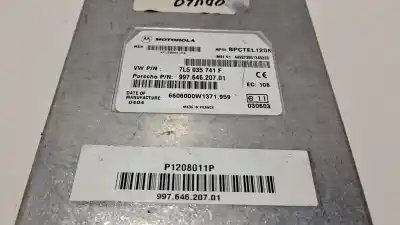 MOTOROLA
MPN: BPCTEL1208
VW P/N: 7L5 035 741 F
Porsche P/N: 997.646.207.01
CE
EC: 108
DATE OF
MANUFACTURE 6606000W1371.959
0404
MADE IN FRANCE
030603
P1208011P
997.646.207.01